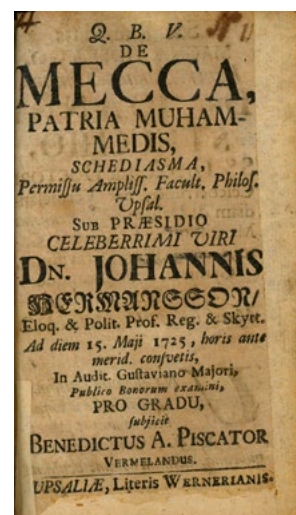 Q. B. V.
DE
MECCA,
PATRIA MUHAM-
MEDIS,
SCHEDIASMA,
Permiſſu Ampliſſ. Facult. Philoſ.
Upſal.
SUB PRÆSIDIO
CELEBERRIMI VIRI
DN. JOHANNIS
HERMANSSON/
Eloq. & Polit. Prof. Reg. & Skytt.
Ad diem 15. Maji 1725, horis ante
merid. conſvetis,
In Audit. Guſtaviano Majori,
Publico Bonorum examini,
PRO GRADU,
ſubjicit
BENEDICTUS A. PISCATOR
VERMELANDUS.
UPSALIÆ, Literis WERNERIANIS.